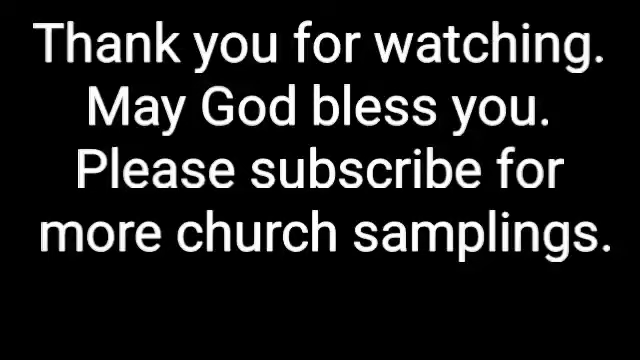 Thank you for watching.
May God bless you.
Please subscribe for
more church samplings.